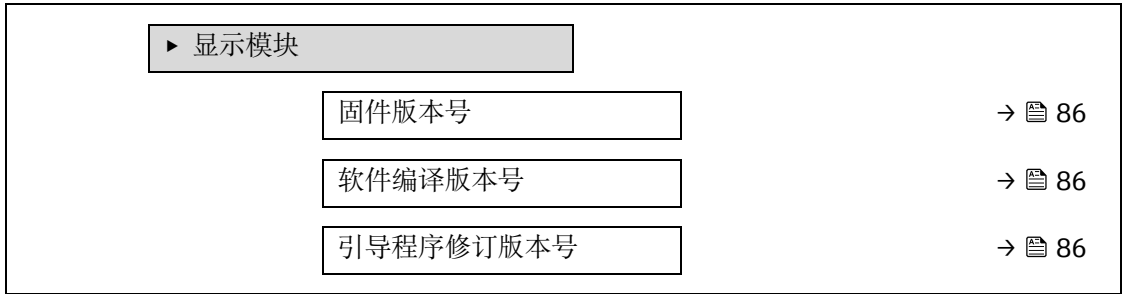 ▶ 显示模块
固件版本号 → 86
软件编译版本号 → 86
引导程序修订版本号 → 86